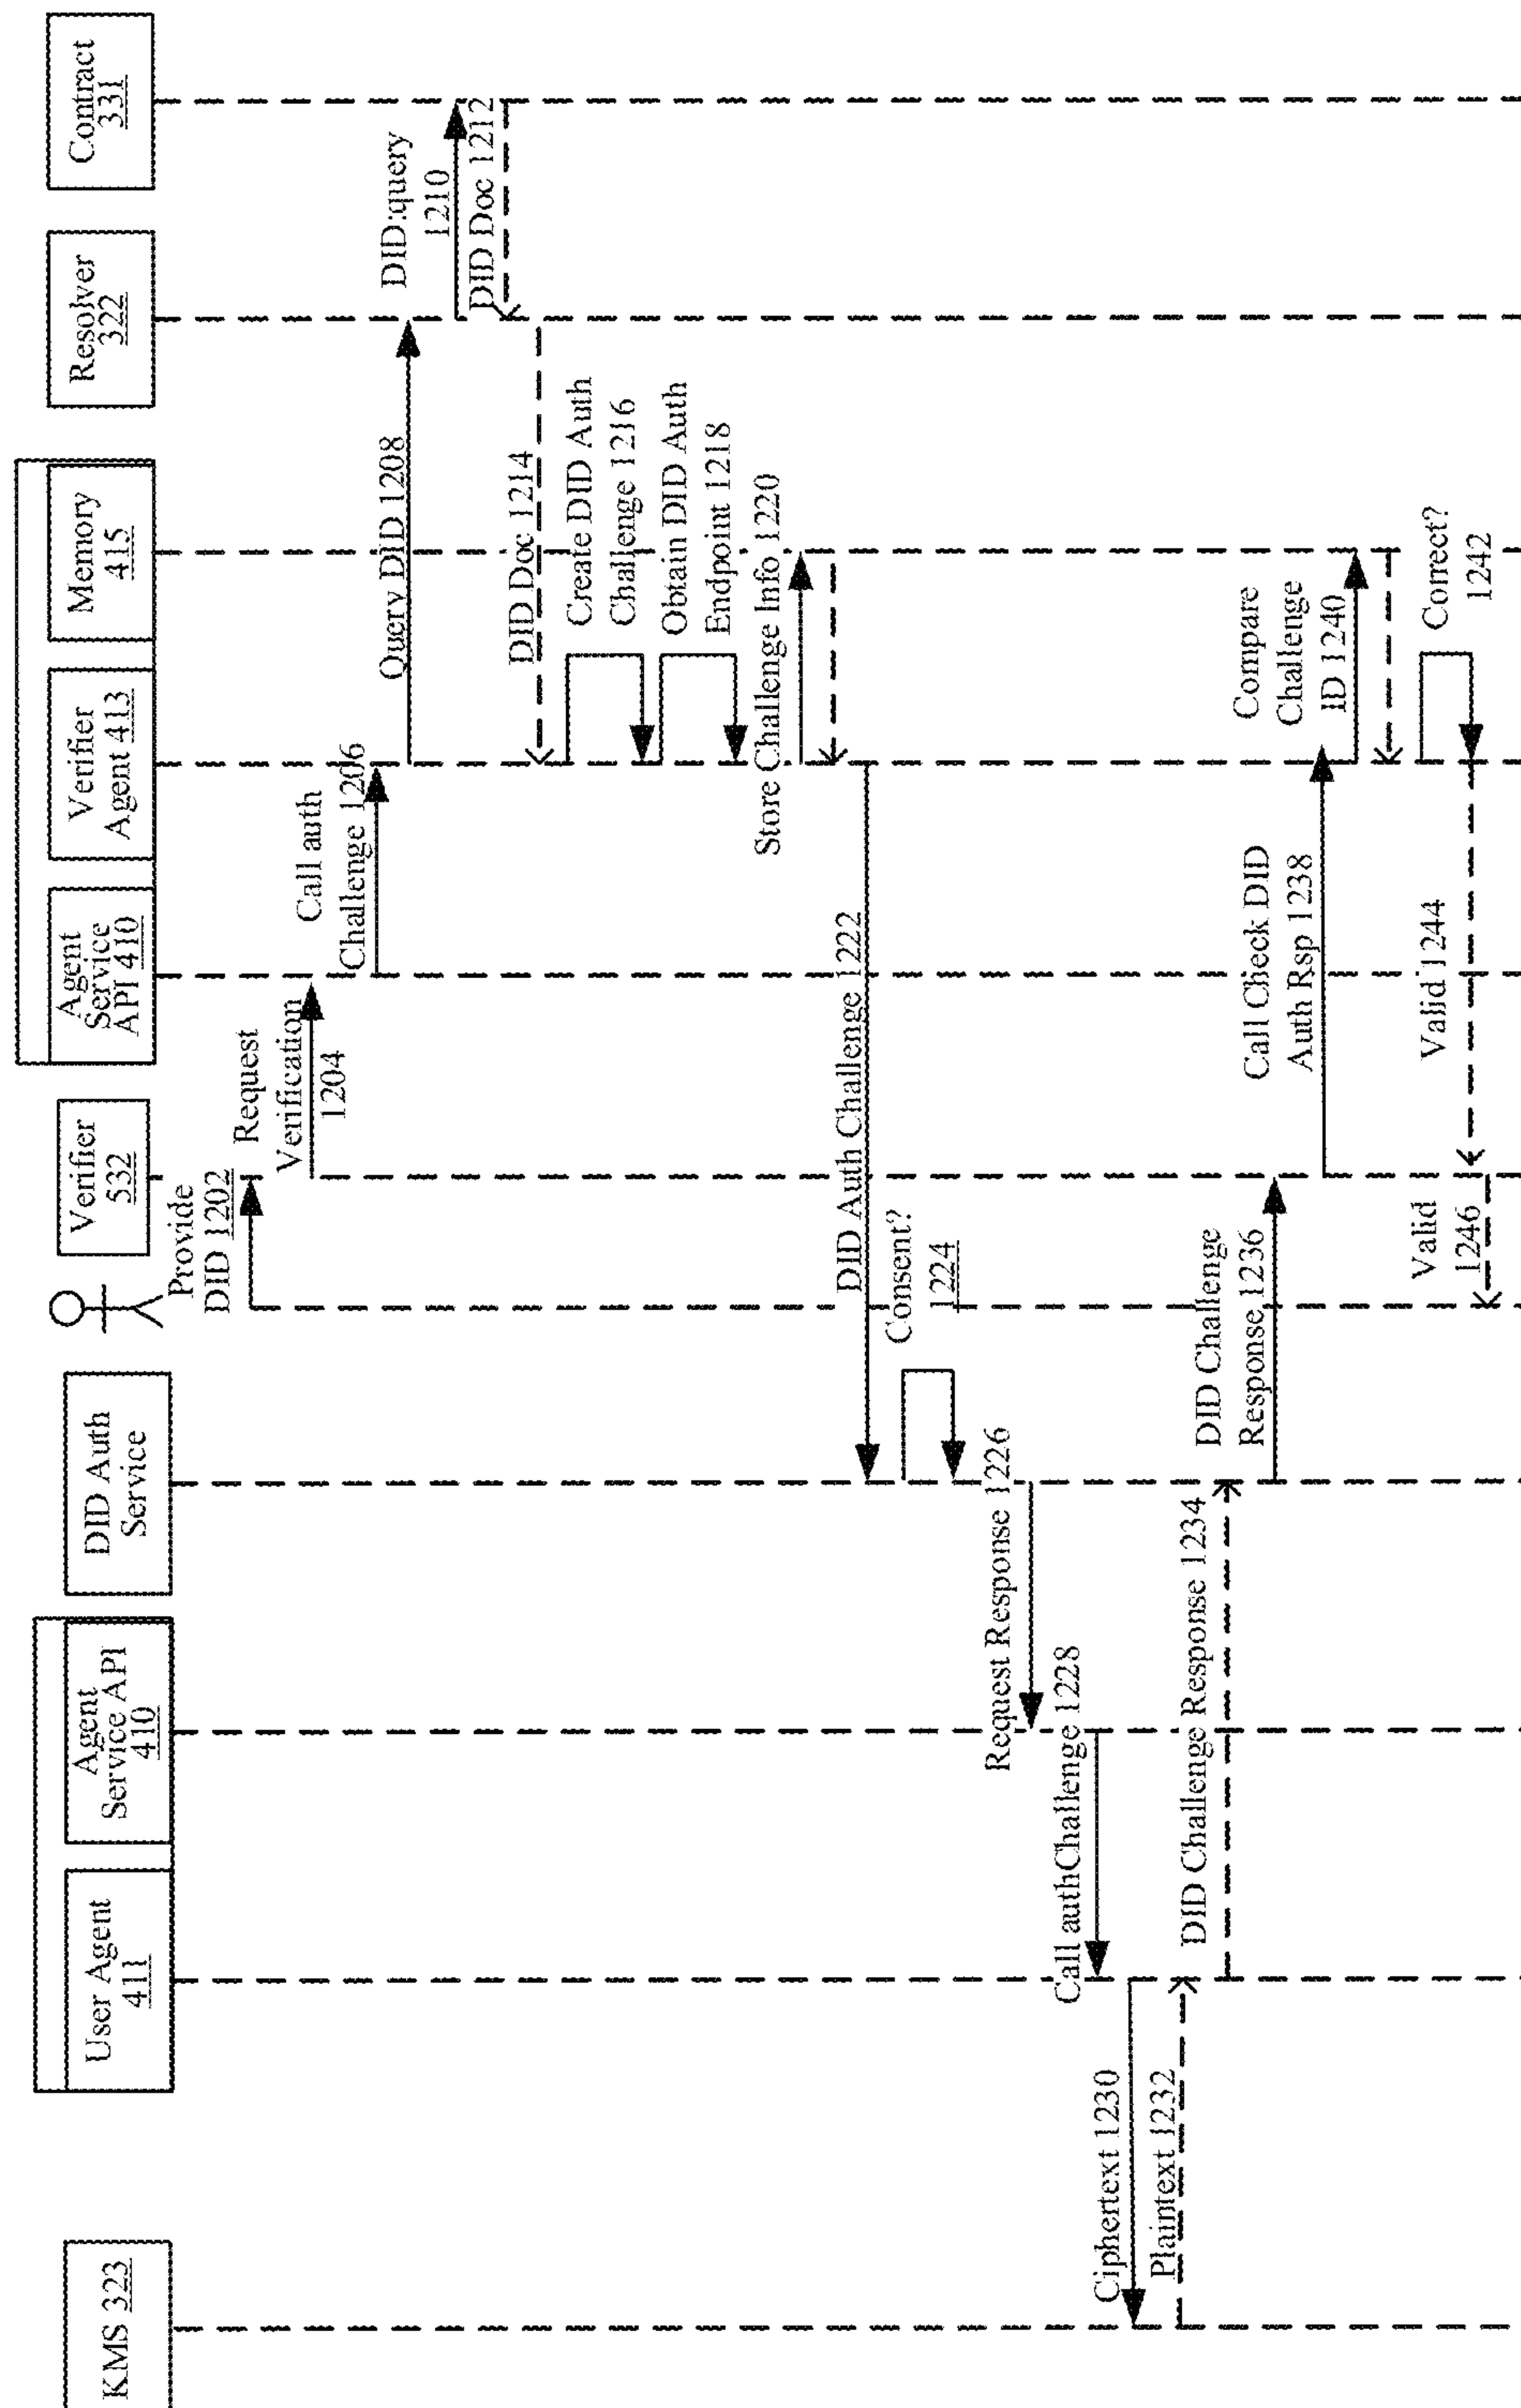 KMS 323
User Agent
411
Agent
Service API
410
DID Auth
Service
Verifier
532
Agent
Service
API 410
Verifier
Agent 413
Memory
415
Resolver
322
Contract
331
Provide
DID 1202
Request
Verification
1204
Call auth
Challenge 1206
Query DID 1208
DID:query
1210
DID Doc 1212
DID Doc 1214
Create DID Auth
Challenge 1216
Obtain DID Auth
Endpoint 1218
Store Challenge Info 1220
DID Auth Challenge 1222
Consent?
1224
Request Response 1226
Call authChallenge 1228
Ciphertext 1230
Plaintext 1232
DID Challenge Response 1234
DID Challenge
Response 1236
Call Check DID
Auth Rsp 1238
Compare
Challenge
ID 1240
Correct?
1242
Valid 1244
Valid
1246